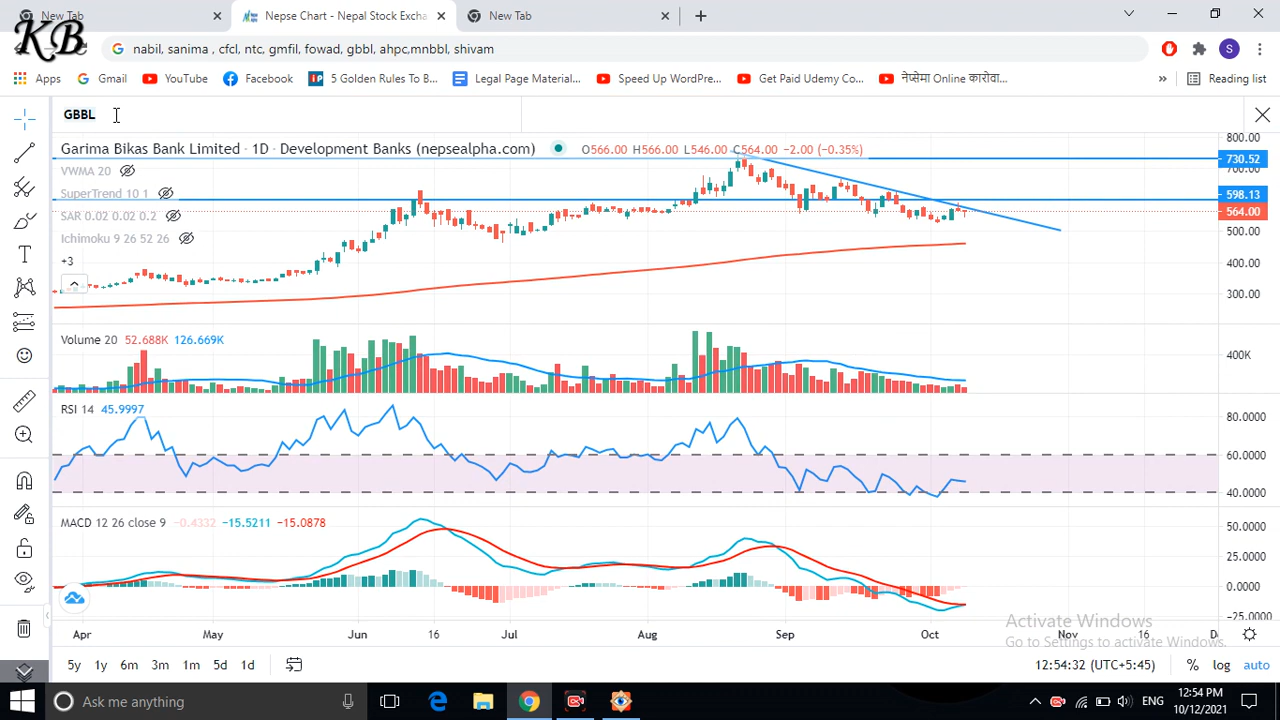 New Tab
Nepse Chart - Nepal Stock Excha
New Tab
KB
nabil, sanima , cfcl, ntc, gmfil, fowad, gbbl, ahpc,mnbbl, shivam
S
Apps
Gmail
YouTube
Facebook
5 Golden Rules To B...
Legal Page Material...
Speed Up WordPre...
Get Paid Udemy Co...
नेप्सेमा Online कारोवा...
»
Reading list
GBBL
Garima Bikas Bank Limited · 1D · Development Banks (nepsealpha.com)
O566.00 H566.00 L546.00 C564.00 -2.00 (-0.35%)
VWMA 20
SuperTrend 10 1
SAR 0.02 0.02 0.2
Ichimoku 9 26 52 26
+3
800.00
730.52
700.00
598.13
564.00
500.00
400.00
300.00
Volume 20 52.688K 126.669K
400K
RSI 14 45.9997
80.0000
60.0000
40.0000
MACD 12 26 close 9 -0.4332 -15.5211 -15.0878
50.0000
25.0000
0.0000
-25.0000
Activate Windows
Go to Settings to activate Windows.
Apr May Jun 16 Jul Aug Sep Oct Nov 16 D
5y 1y 6m 3m 1m 5d 1d
12:54:32 (UTC+5:45)
% log auto
Ask me anything
ENG
12:54 PM
10/12/2021